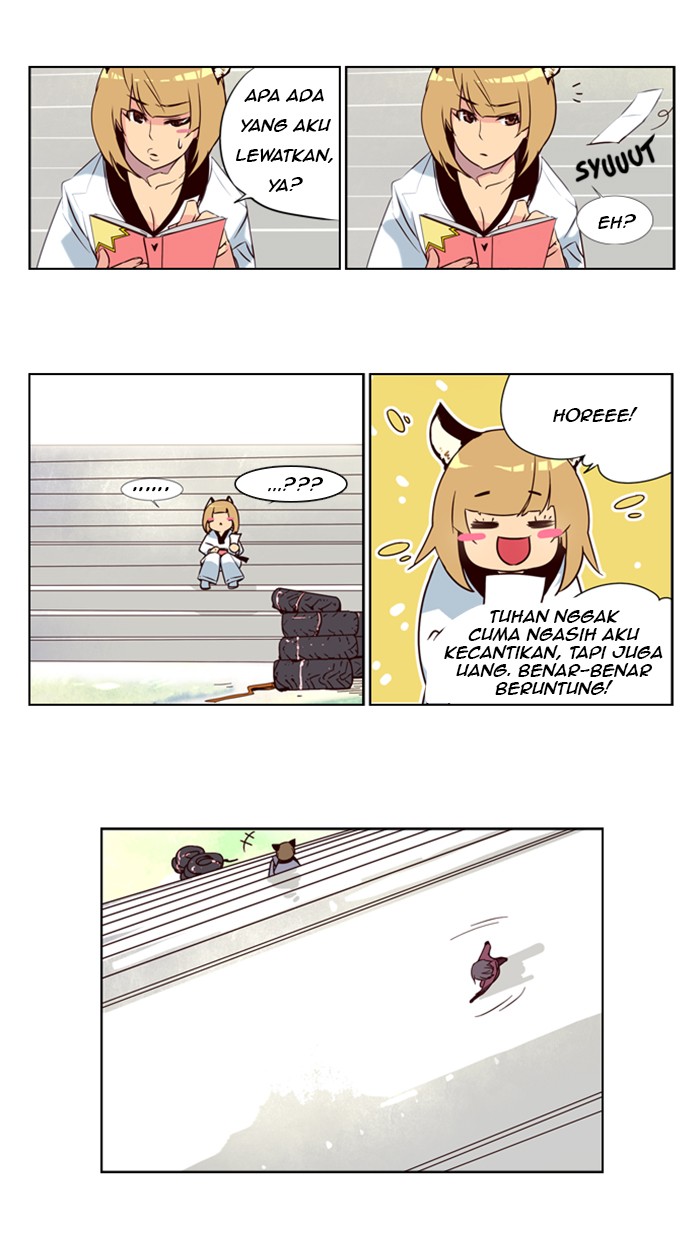 APA ADA
YANG AKU
LEWATKAN,
YA?
SYUUUT
EH?
......
...???
HOREEE!
TUHAN NGGAK
CUMA NGASIH AKU
KECANTIKAN, TAPI JUGA
UANG. BENAR-BENAR
BERUNTUNG!